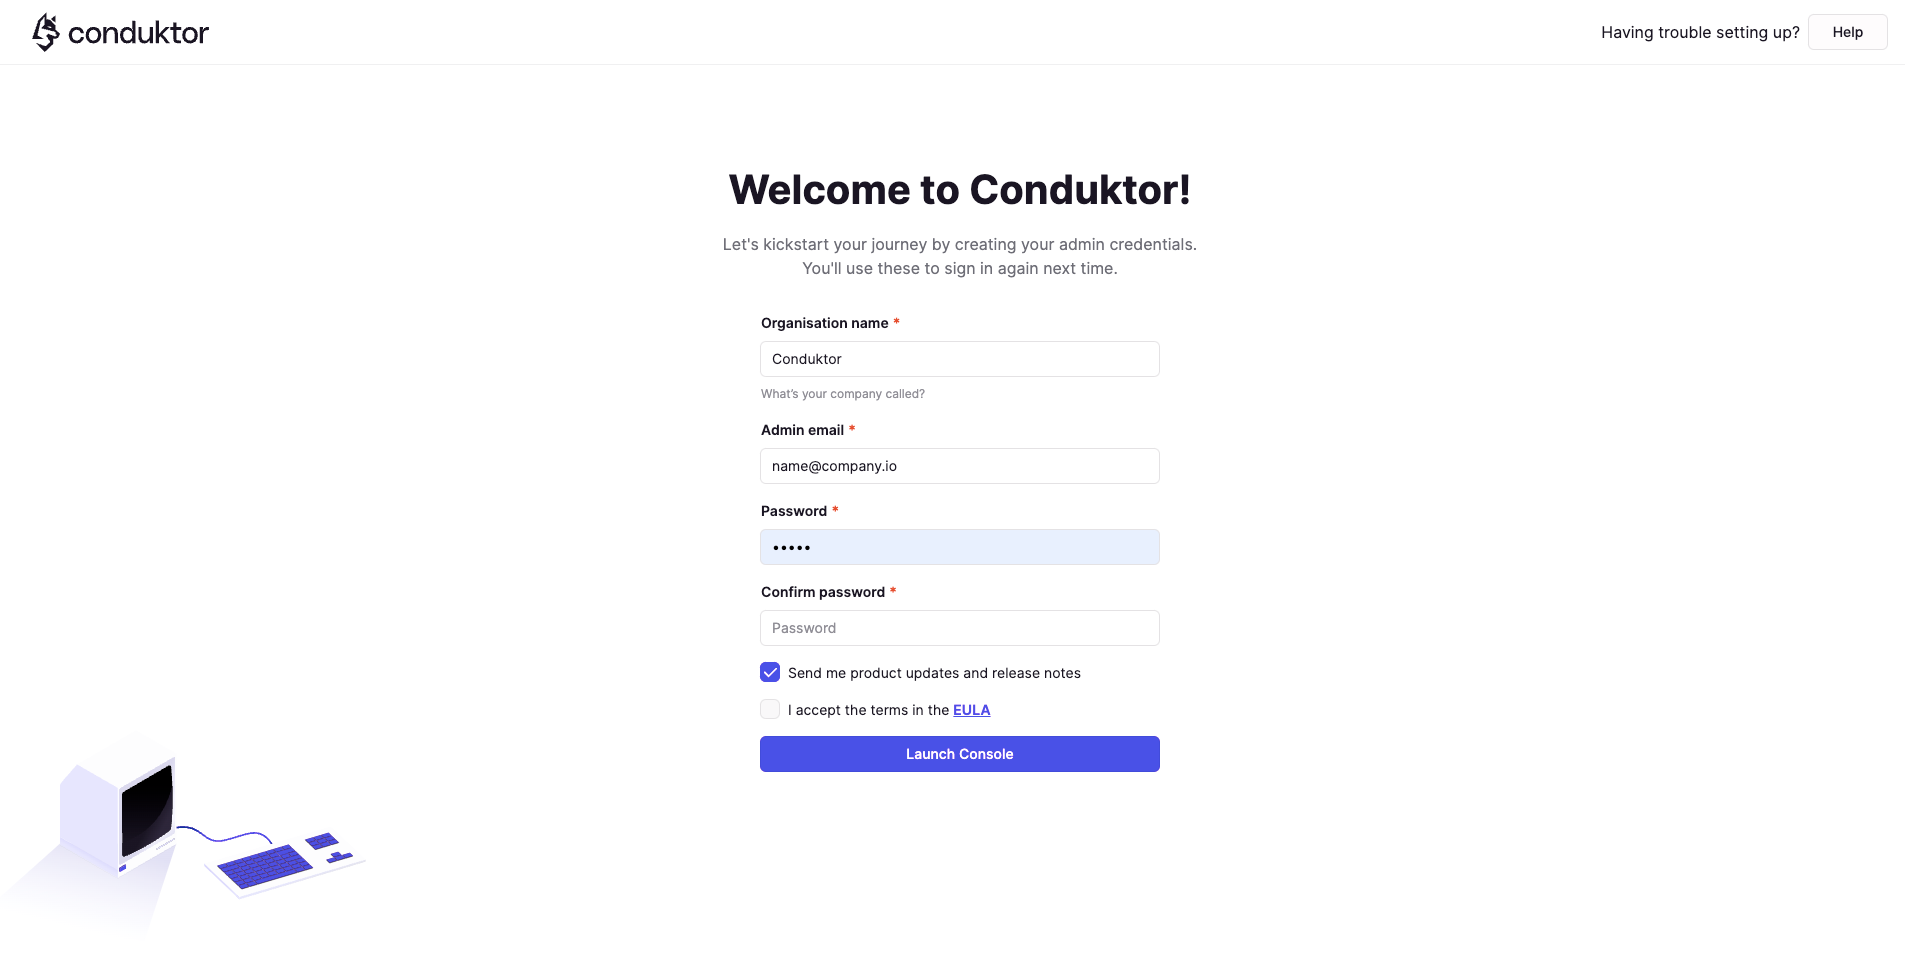 conduktor
Having trouble setting up?
Help
Welcome to Conduktor!
Let's kickstart your journey by creating your admin credentials.
You'll use these to sign in again next time.
Organisation name *
Conduktor
What's your company called?
Admin email *
name@company.io
Password *
•••••
Confirm password *
Password
Send me product updates and release notes
I accept the terms in the EULA
Launch Console